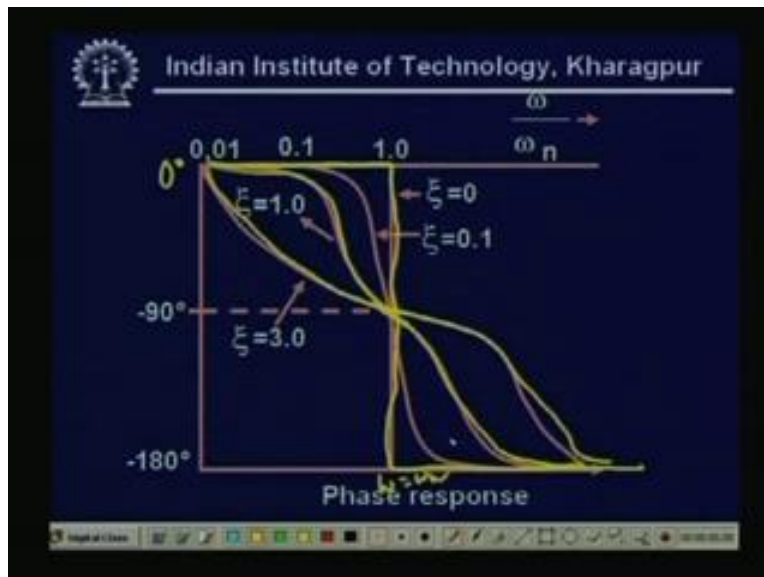 Indian Institute of Technology, Kharagpur
ω
ω n
0.01 0.1 1.0
0°
ξ=1.0
ξ=0
ξ=0.1
-90°
ξ=3.0
-180°
Phase response